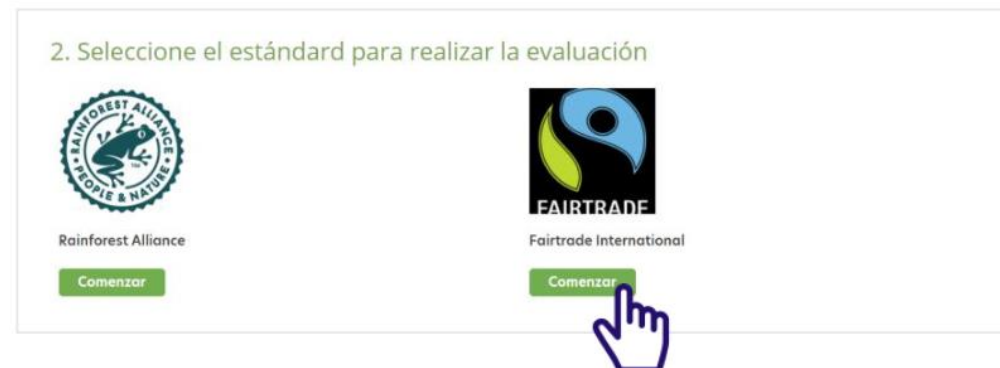 2. Seleccione el estándard para realizar la evaluación
RAINFOREST ALLIANCE
PEOPLE & NATURE
TM
FAIRTRADE
Rainforest Alliance
Fairtrade International
Comenzar
Comenzar